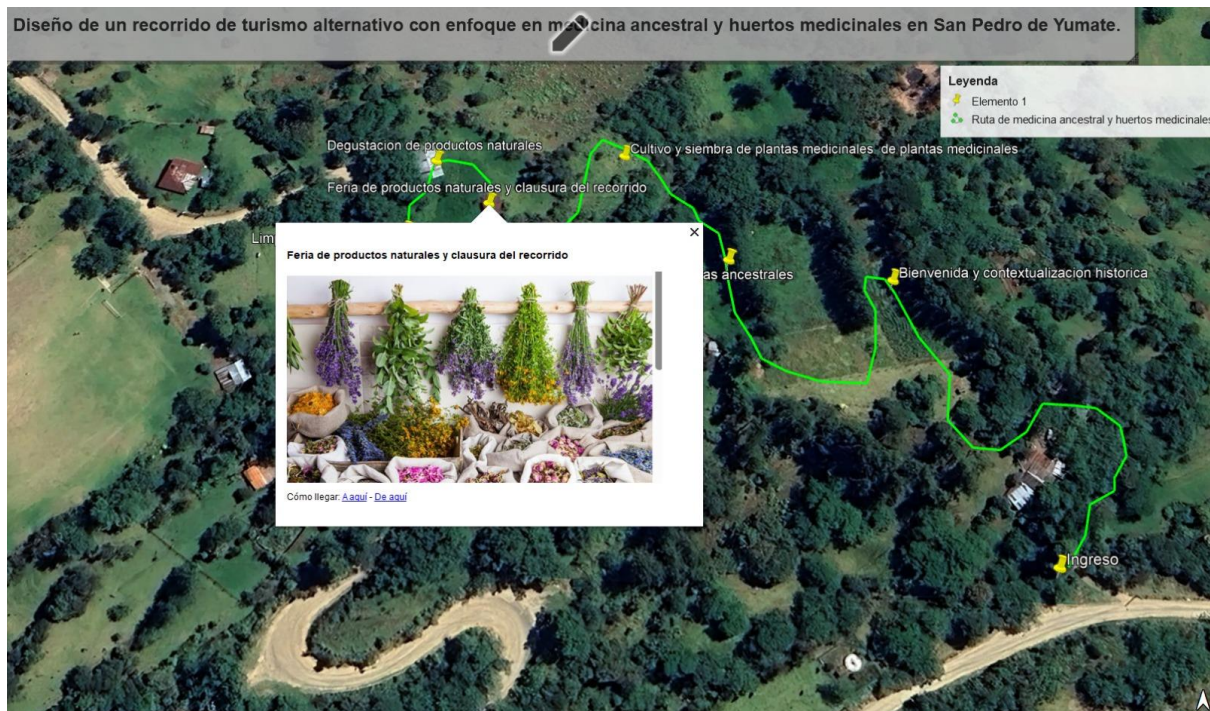 Diseño de un recorrido de turismo alternativo con enfoque en medicina ancestral y huertos medicinales en San Pedro de Yumate.
Leyenda
Elemento 1
Ruta de medicina ancestral y huertos medicinales
Degustacion de productos naturales
Cultivo y siembra de plantas medicinales de plantas medicinales
Feria de productos naturales y clausura del recorrido
Lim
as ancestrales
Bienvenida y contextualizacion historica
Feria de productos naturales y clausura del recorrido
Cómo llegar: A aquí - De aquí
Ingreso